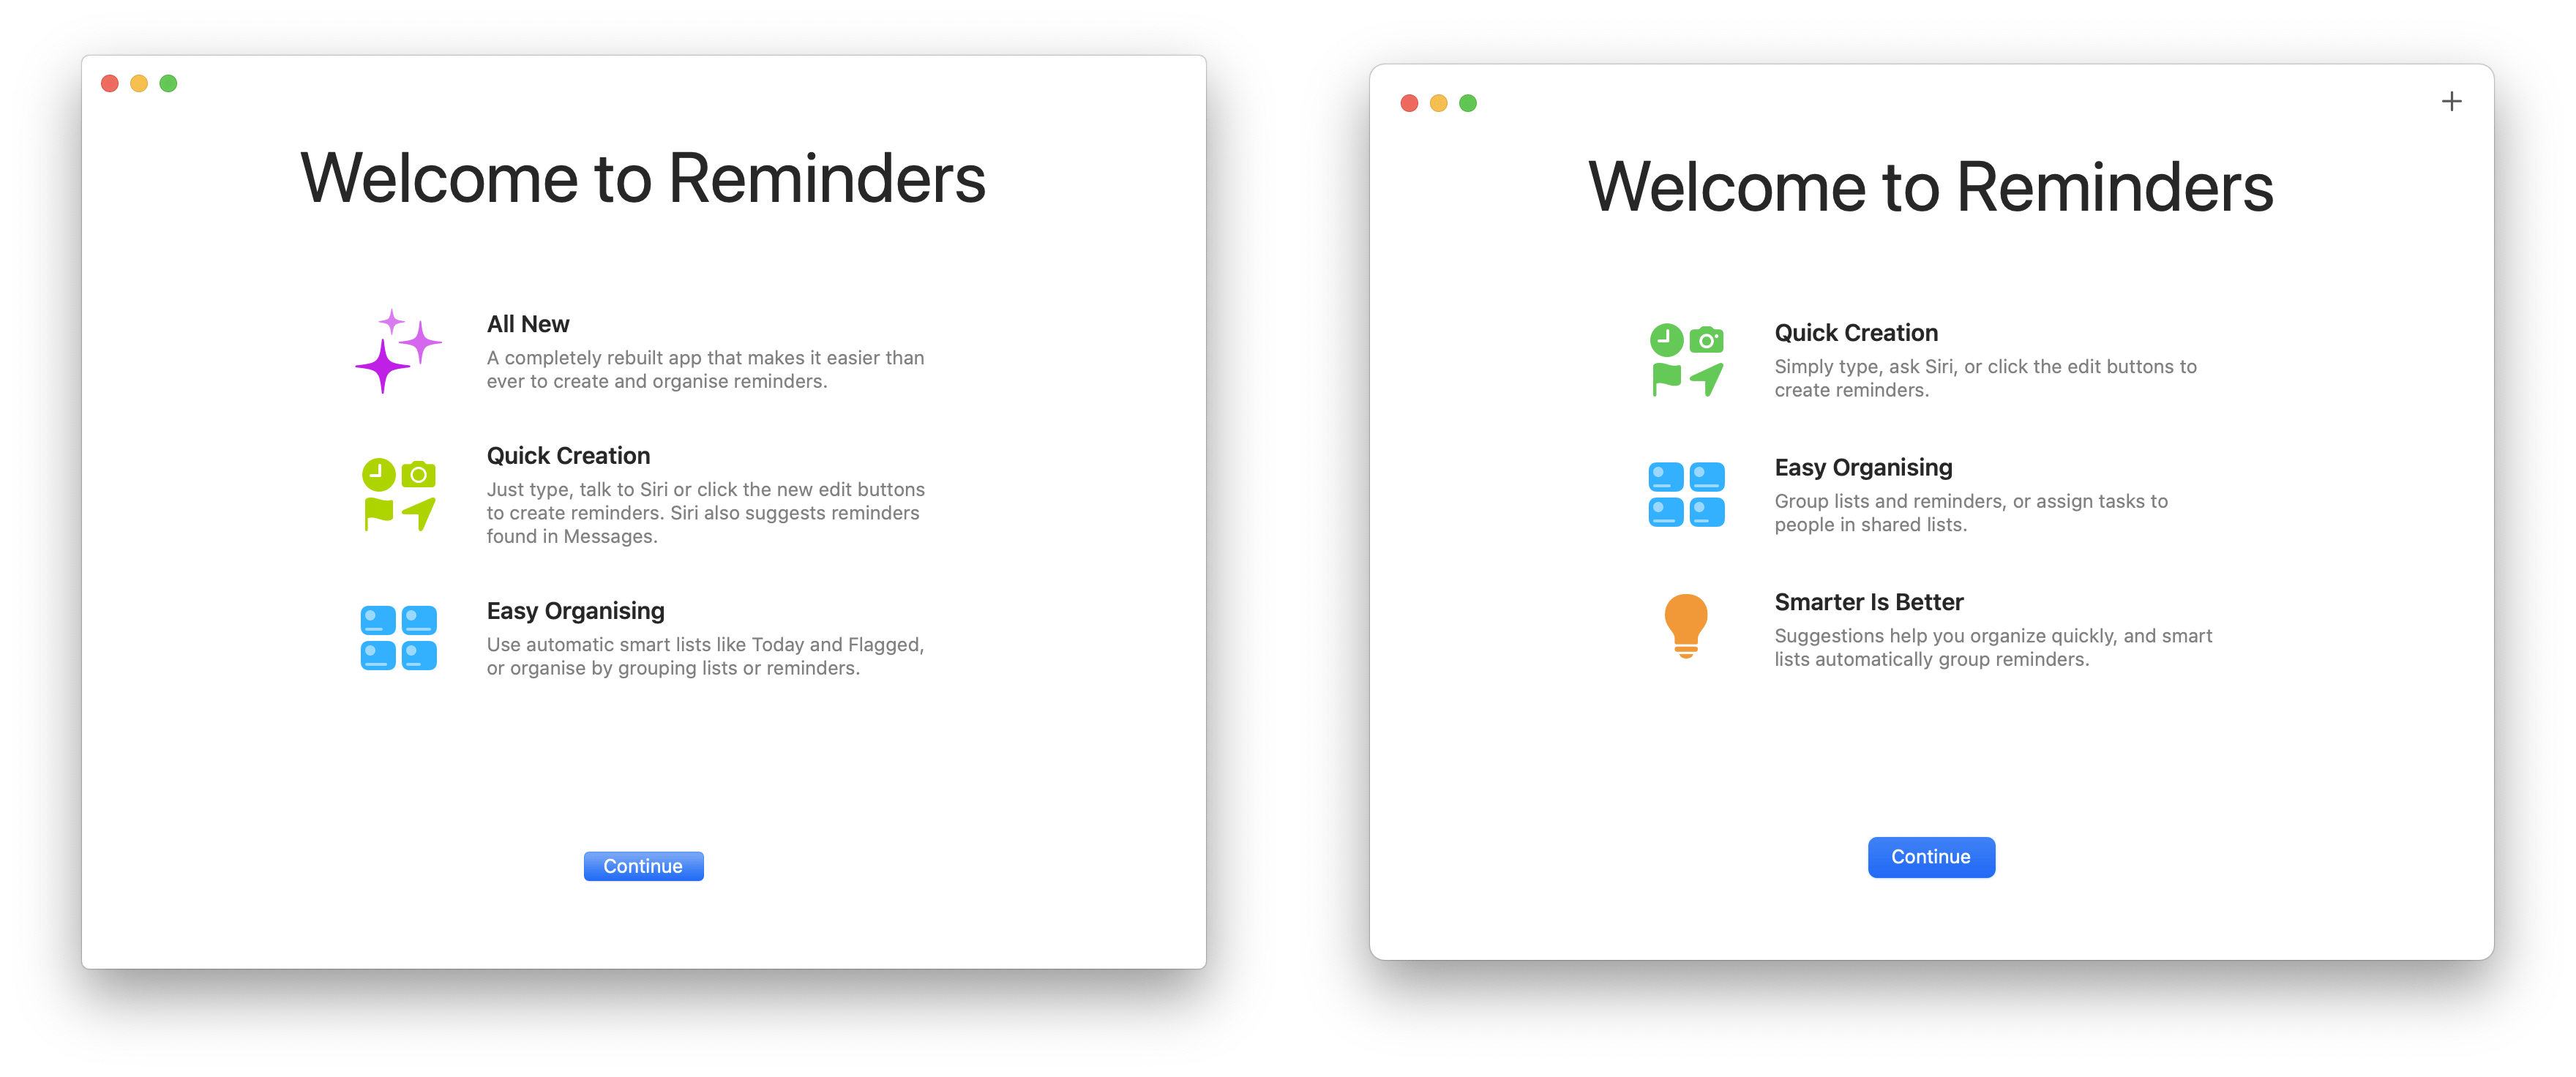 Welcome to Reminders
All New
A completely rebuilt app that makes it easier than
ever to create and organise reminders.
Quick Creation
Just type, talk to Siri or click the new edit buttons
to create reminders. Siri also suggests reminders
found in Messages.
Easy Organising
Use automatic smart lists like Today and Flagged,
or organise by grouping lists or reminders.
Continue
Welcome to Reminders
Quick Creation
Simply type, ask Siri, or click the edit buttons to
create reminders.
Easy Organising
Group lists and reminders, or assign tasks to
people in shared lists.
Smarter Is Better
Suggestions help you organize quickly, and smart
lists automatically group reminders.
Continue